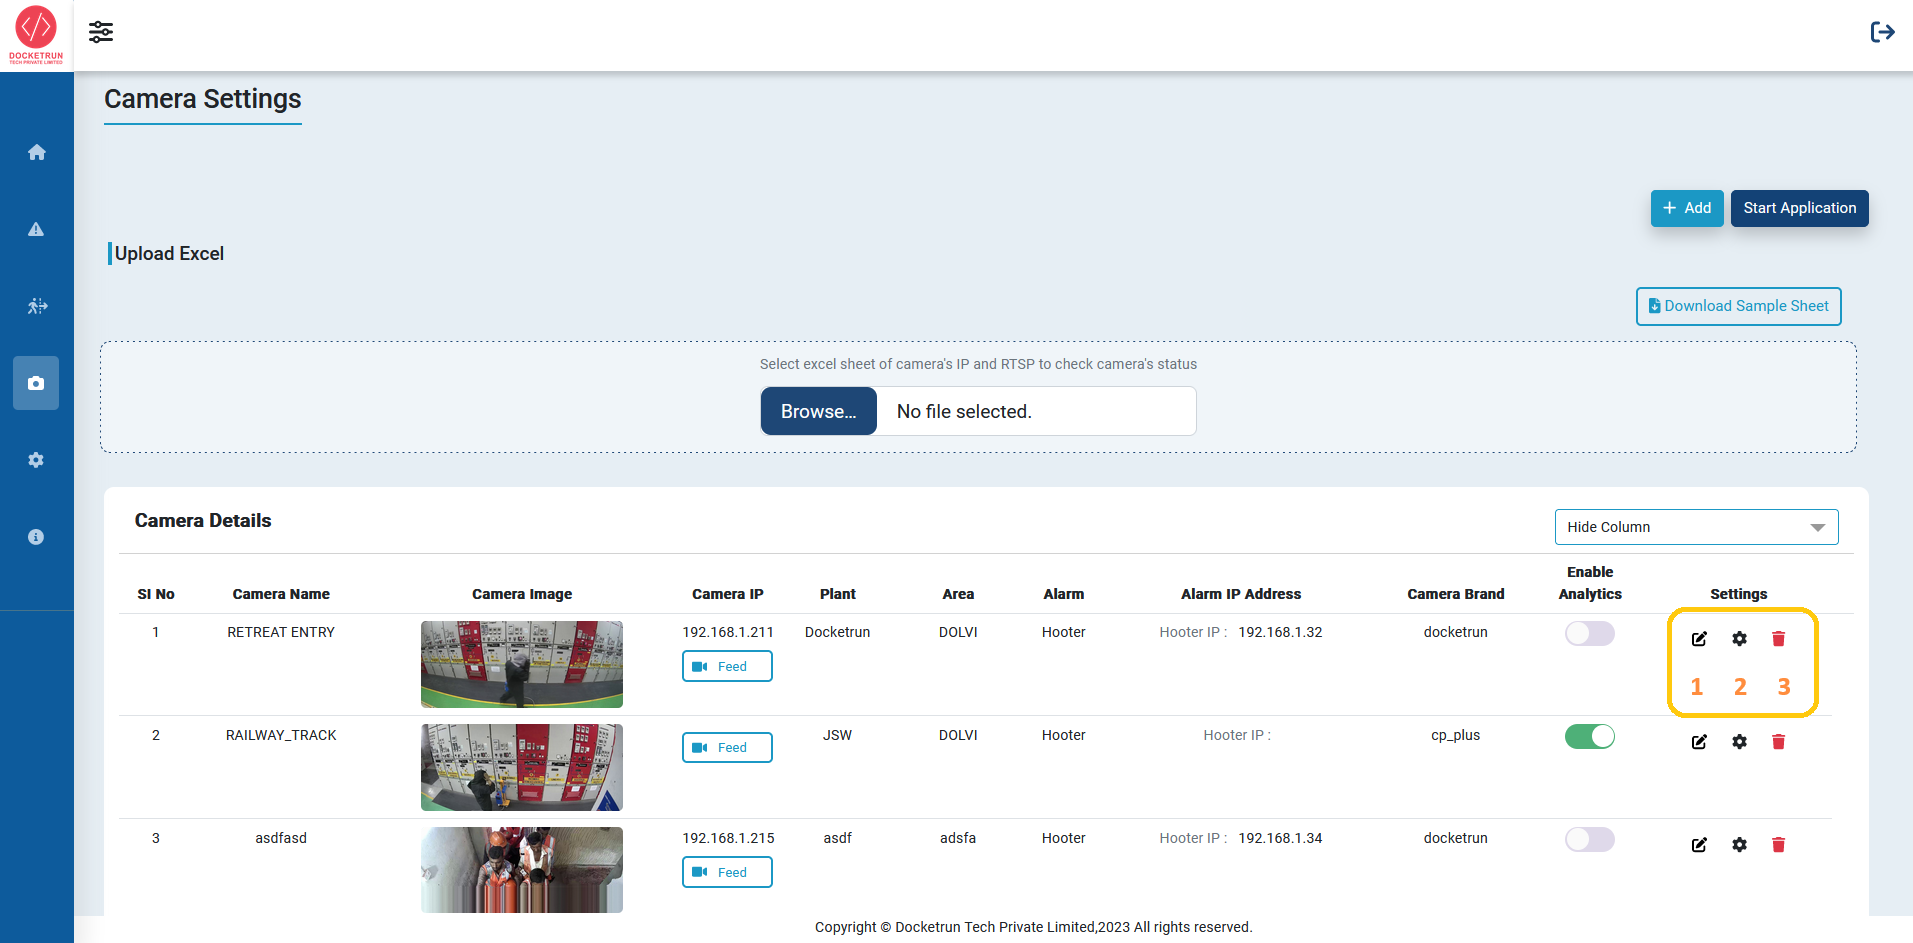 DOCKETRUN
TECH PRIVATE LIMITED
Camera Settings
+ Add
Start Application
Upload Excel
Download Sample Sheet
Select excel sheet of camera's IP and RTSP to check camera's status
Browse... No file selected.
Camera Details
Hide Column
SI No Camera Name Camera Image Camera IP Plant Area Alarm Alarm IP Address Camera Brand Enable Analytics Settings
1 RETREAT ENTRY 192.168.1.211 Docketrun DOLVI Hooter Hooter IP : 192.168.1.32 docketrun
Feed
1 2 3
2 RAILWAY_TRACK JSW DOLVI Hooter Hooter IP : cp_plus
Feed
3 asdfasd 192.168.1.215 asdf adsfa Hooter Hooter IP : 192.168.1.34 docketrun
Feed
Copyright © Docketrun Tech Private Limited,2023 All rights reserved.